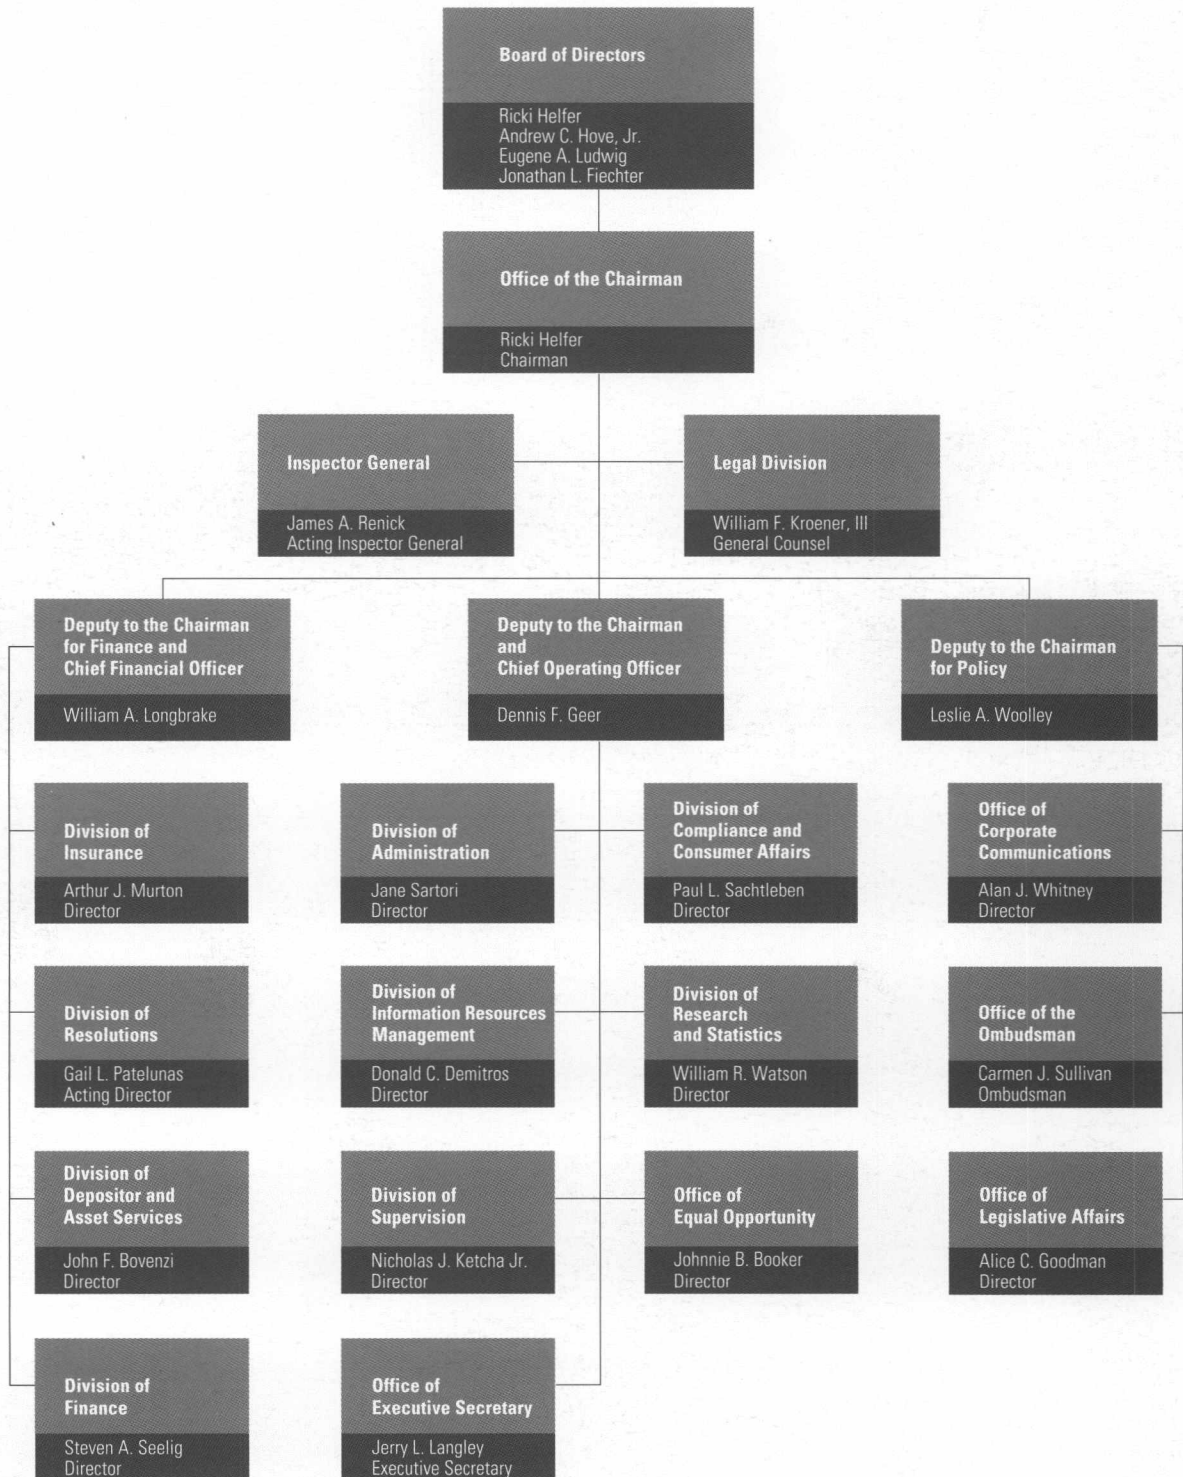 Board of Directors
Ricki Helfer
Andrew C. Hove, Jr.
Eugene A. Ludwig
Jonathan L. Fiechter
Office of the Chairman
Ricki Helfer
Chairman
Inspector General
James A. Renick
Acting Inspector General
Legal Division
William F. Kroener, III
General Counsel
Deputy to the Chairman
for Finance and
Chief Financial Officer
William A. Longbrake
Deputy to the Chairman
and
Chief Operating Officer
Dennis F. Geer
Deputy to the Chairman
for Policy
Leslie A. Woolley
Division of
Insurance
Arthur J. Murton
Director
Division of
Administration
Jane Sartori
Director
Division of
Compliance and
Consumer Affairs
Paul L. Sachtleben
Director
Office of
Corporate
Communications
Alan J. Whitney
Director
Division of
Resolutions
Gail L. Patelunas
Acting Director
Division of
Information Resources
Management
Donald C. Demitros
Director
Division of
Research
and Statistics
William R. Watson
Director
Office of the
Ombudsman
Carmen J. Sullivan
Ombudsman
Division of
Depositor and
Asset Services
John F. Bovenzi
Director
Division of
Supervision
Nicholas J. Ketcha Jr.
Director
Office of
Equal Opportunity
Johnnie B. Booker
Director
Office of
Legislative Affairs
Alice C. Goodman
Director
Division of
Finance
Steven A. Seelig
Director
Office of
Executive Secretary
Jerry L. Langley
Executive Secretary